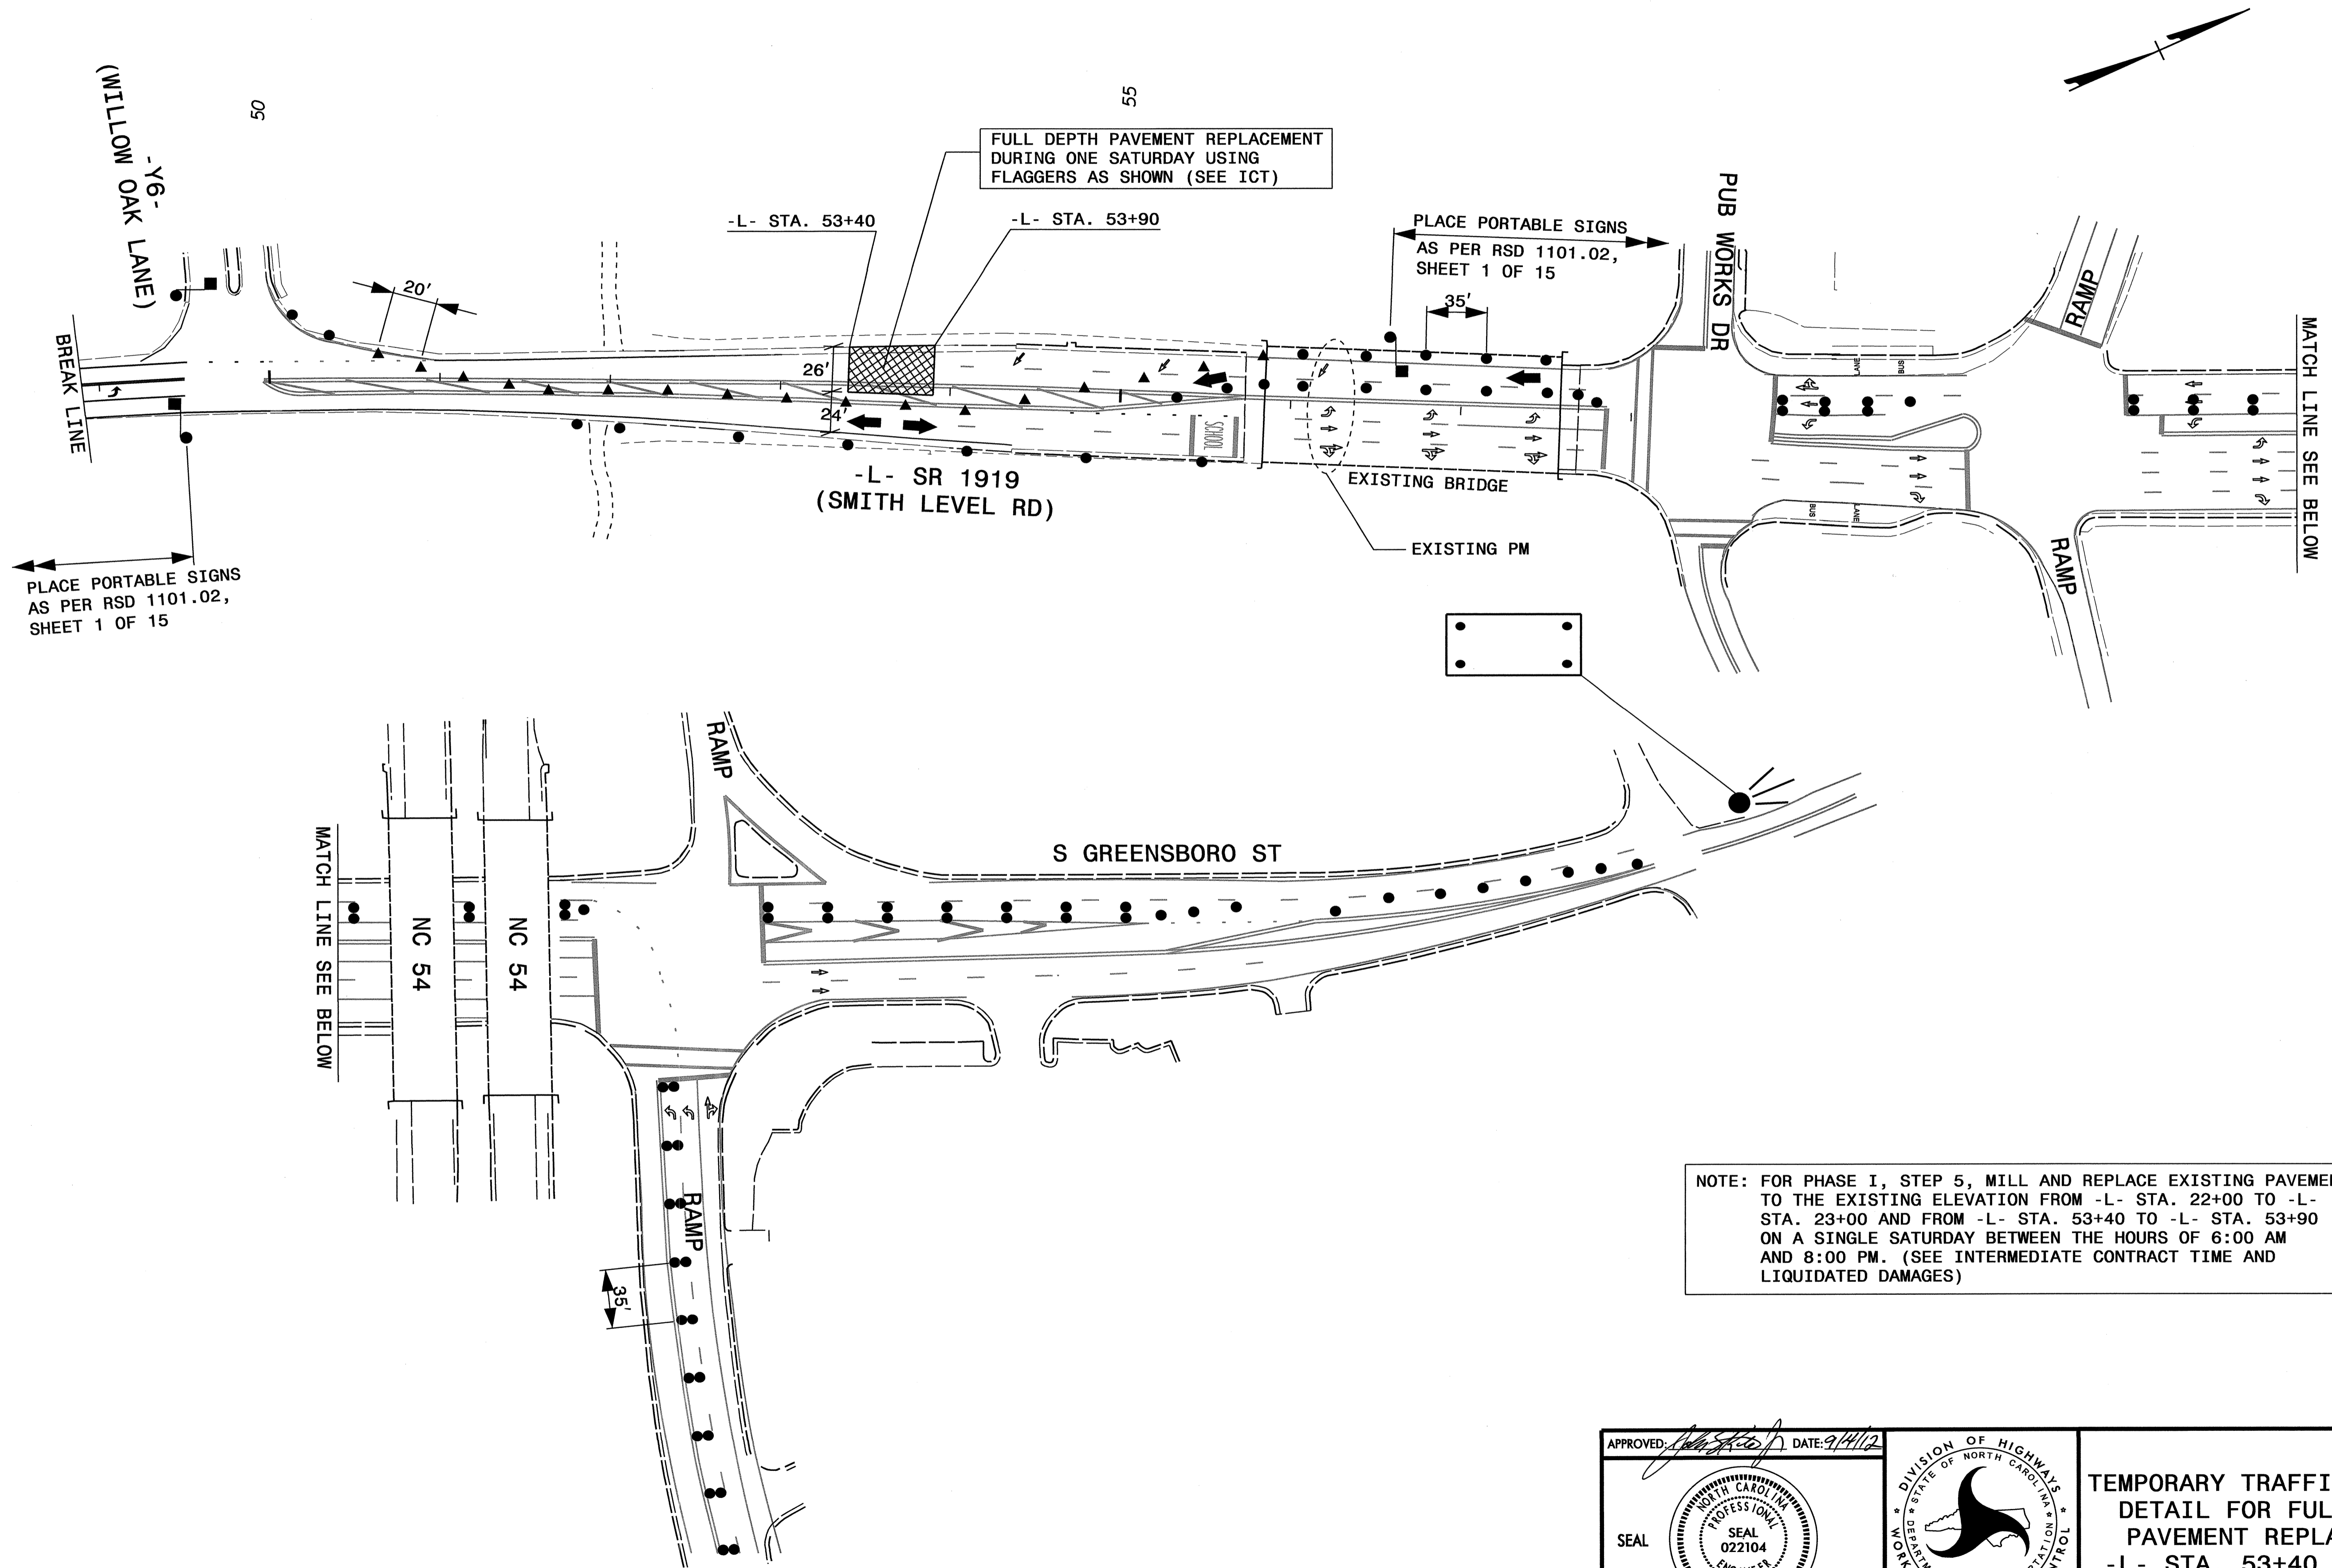 -Y6-
(WILLOW OAK LANE)
50
55
FULL DEPTH PAVEMENT REPLACEMENT
DURING ONE SATURDAY USING
FLAGGERS AS SHOWN (SEE ICT)
-L- STA. 53+40
-L- STA. 53+90
PLACE PORTABLE SIGNS
AS PER RSD 1101.02,
SHEET 1 OF 15
PUB WORKS DR
RAMP
20'
35'
BREAK LINE
26'
24'
SCHOOL
LANE
BUS
MATCH LINE SEE BELOW
-L- SR 1919
(SMITH LEVEL RD)
EXISTING BRIDGE
BUS
LANE
EXISTING PM
RAMP
PLACE PORTABLE SIGNS
AS PER RSD 1101.02,
SHEET 1 OF 15
RAMP
MATCH LINE SEE BELOW
NC 54
NC 54
S GREENSBORO ST
RAMP
35'
NOTE: FOR PHASE I, STEP 5, MILL AND REPLACE EXISTING PAVEME
TO THE EXISTING ELEVATION FROM -L- STA. 22+00 TO -L-
STA. 23+00 AND FROM -L- STA. 53+40 TO -L- STA. 53+90
ON A SINGLE SATURDAY BETWEEN THE HOURS OF 6:00 AM
AND 8:00 PM. (SEE INTERMEDIATE CONTRACT TIME AND
LIQUIDATED DAMAGES)
APPROVED: DATE: 9/4/12
SEAL
NORTH CAROLINA
PROFESSIONAL
SEAL
022104
ENGINEER
DIVISION OF HIGHWAYS
STATE OF NORTH CAROLINA
TEMPORARY TRAFFI
DETAIL FOR FUL
PAVEMENT REPLA
-L- STA. 53+40